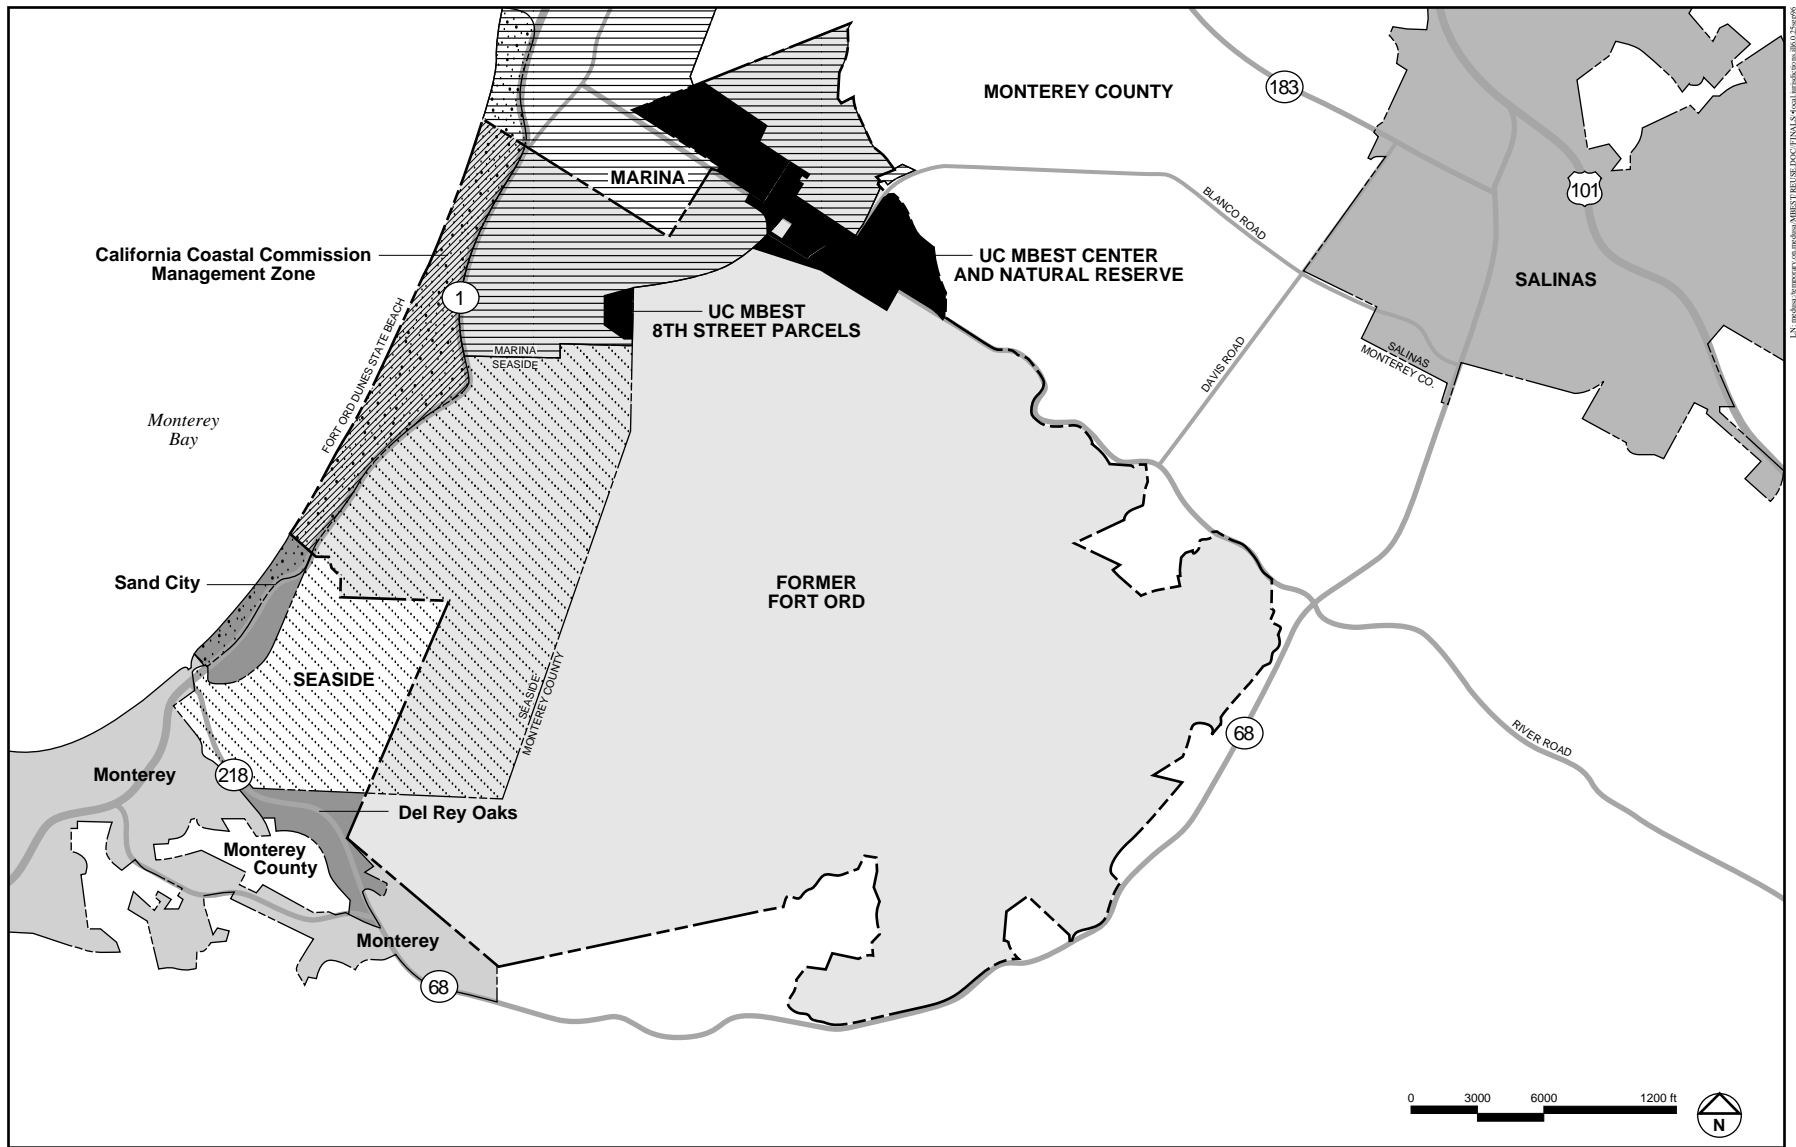 MONTEREY COUNTY
183
101
MARINA
BLANCO ROAD
California Coastal Commission
Management Zone
UC MBEST CENTER
AND NATURAL RESERVE
SALINAS
1
UC MBEST
8TH STREET PARCELS
MARINA
SEASIDE
FORT ORD DUNES STATE BEACH
DAVIS ROAD
SALINAS
MONTEREY CO.
Monterey
Bay
Sand City
FORMER
FORT ORD
SEASIDE
SEASIDE
MONTEREY COUNTY
68
RIVER ROAD
Monterey
218
Del Rey Oaks
Monterey
County
Monterey
68
0 3000 6000 1200 ft
N